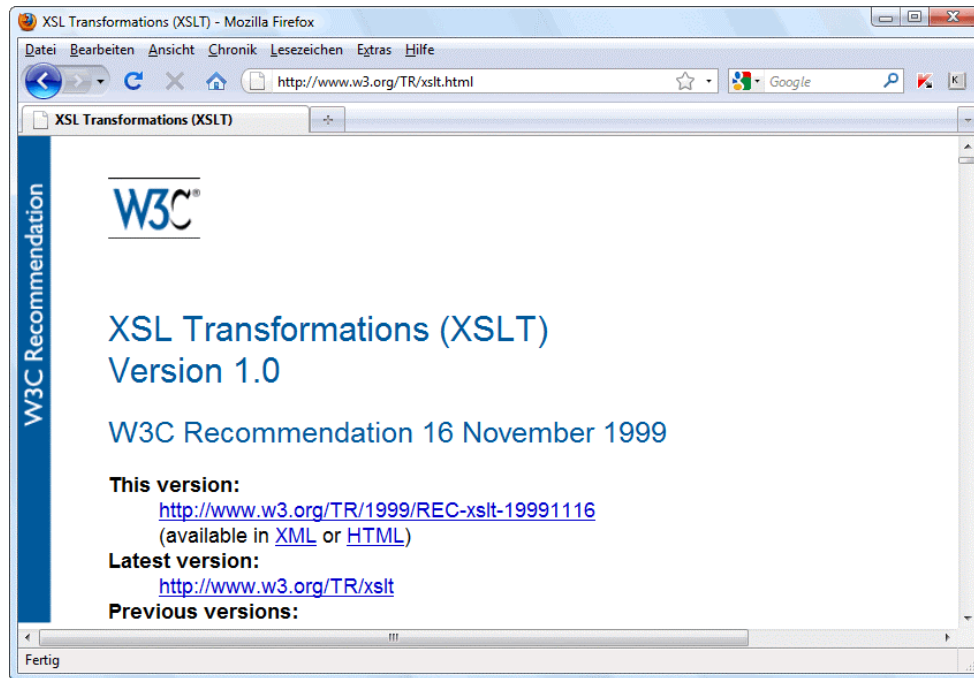 XSL Transformations (XSLT) - Mozilla Firefox
Datei Bearbeiten Ansicht Chronik Lesezeichen Extras Hilfe
http://www.w3.org/TR/xslt.html
Google
K
K
XSL Transformations (XSLT)
W3C Recommendation
W3C®
XSL Transformations (XSLT)
Version 1.0
W3C Recommendation 16 November 1999
This version:
http://www.w3.org/TR/1999/REC-xslt-19991116
(available in XML or HTML)
Latest version:
http://www.w3.org/TR/xslt
Previous versions:
Fertig